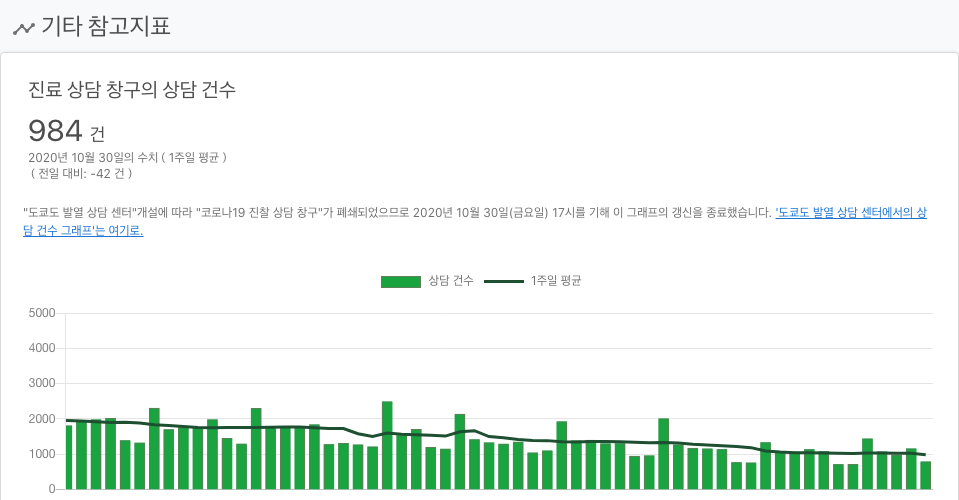 기타 참고지표
진료 상담 창구의 상담 건수
984 건
2020년 10월 30일의 수치 ( 1주일 평균 )
( 전일 대비: -42 건 )
"도쿄도 발열 상담 센터"개설에 따라 "코로나19 진찰 상담 창구"가 폐쇄되었으므로 2020년 10월 30일(금요일) 17시를 기해 이 그래프의 갱신을 종료했습니다. '도쿄도 발열 상담 센터에서의 상
담 건수 그래프'는 여기로.
상담 건수 1주일 평균
5000
4000
3000
2000
1000
0